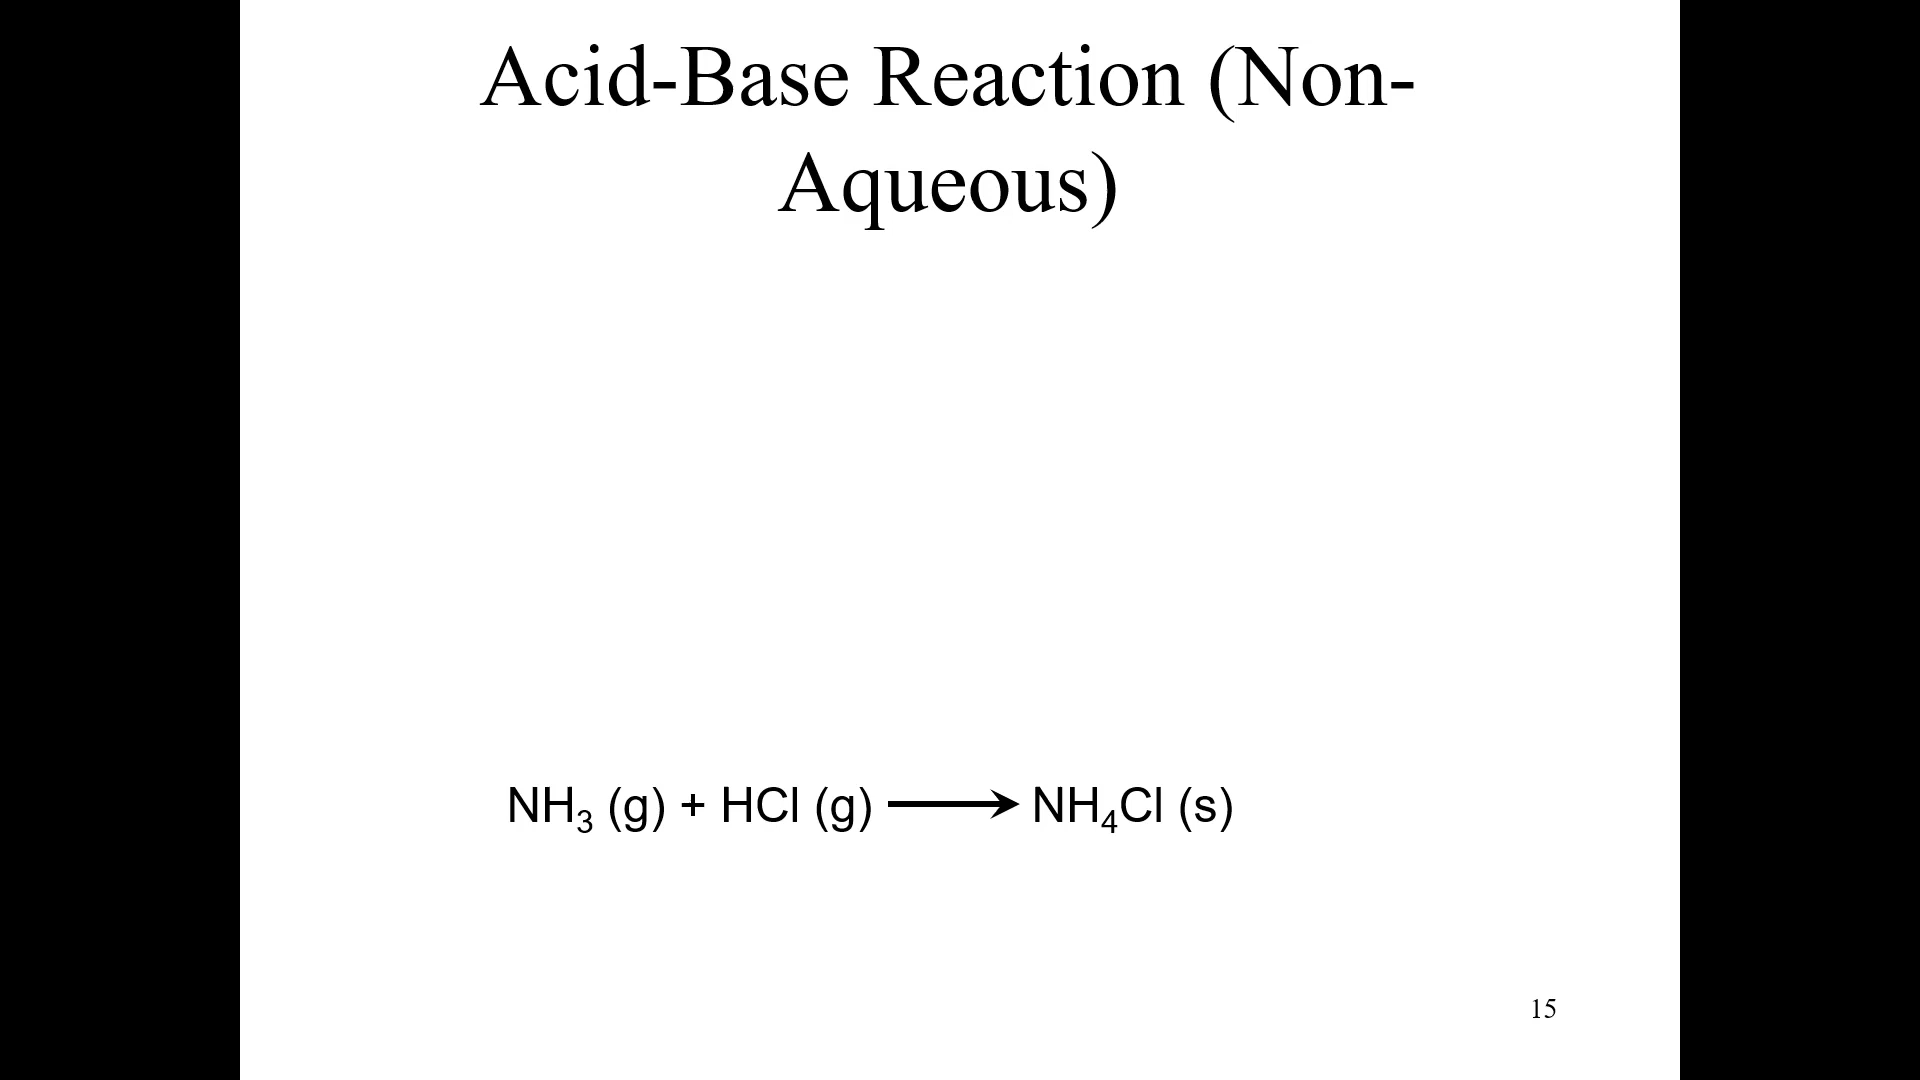 Acid-Base Reaction (Non-
Aqueous)
NH₃ (g) + HCl (g) ⟶ NH₄Cl (s)
15